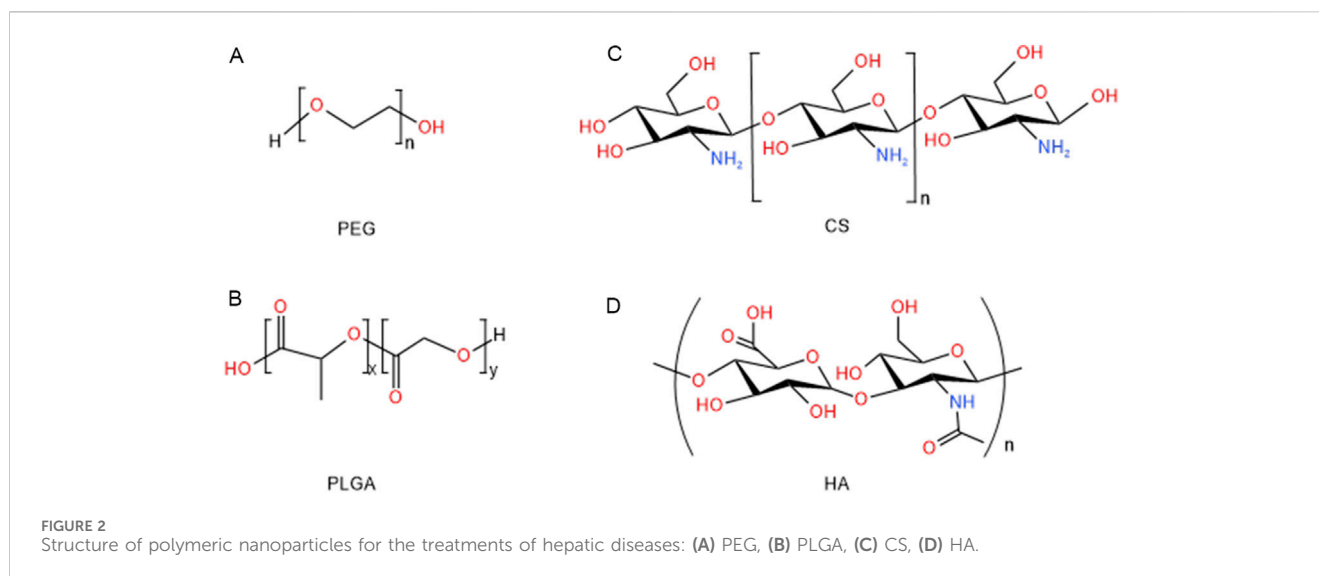 A
H
O
n
OH
PEG
B
HO
O
O
x
O
O
H
y
PLGA
C
OH
HO
HO
O
NH₂
O
OH
O
HO
NH₂
n
O
OH
O
OH
HO
NH₂
CS
D
O
OH
O
O
HO
OH
O
OH
HO
O
NH
O
n
HA
FIGURE 2
Structure of polymeric nanoparticles for the treatments of hepatic diseases: (A) PEG, (B) PLGA, (C) CS, (D) HA.